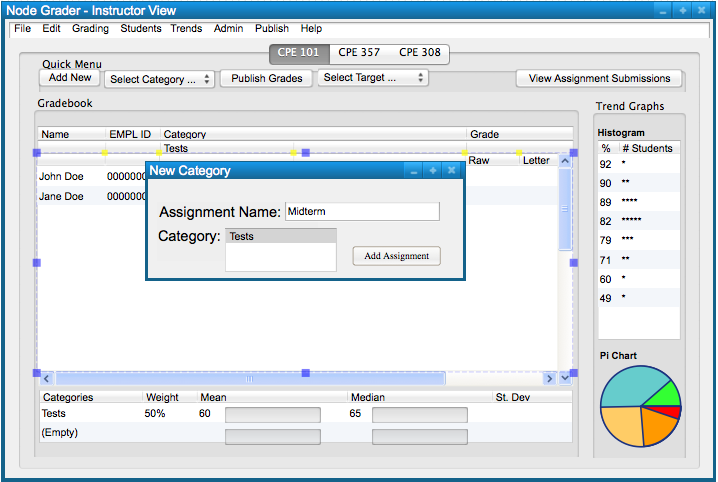 Node Grader - Instructor View
File Edit Grading Students Trends Admin Publish Help
CPE 101 CPE 357 CPE 308
Quick Menu
Add New Select Category ... Publish Grades Select Target ... View Assignment Submissions
Gradebook
Trend Graphs
Name EMPL ID Category Grade
Tests
Raw Letter
John Doe 0000000
Jane Doe 0000000
New Category
Assignment Name: Midterm
Category: Tests
Add Assignment
Histogram
% # Students
92 *
90 **
89 ****
82 *****
79 ***
71 **
60 *
49 *
Pi Chart
Categories Weight Mean Median St. Dev
Tests 50% 60 65
(Empty)